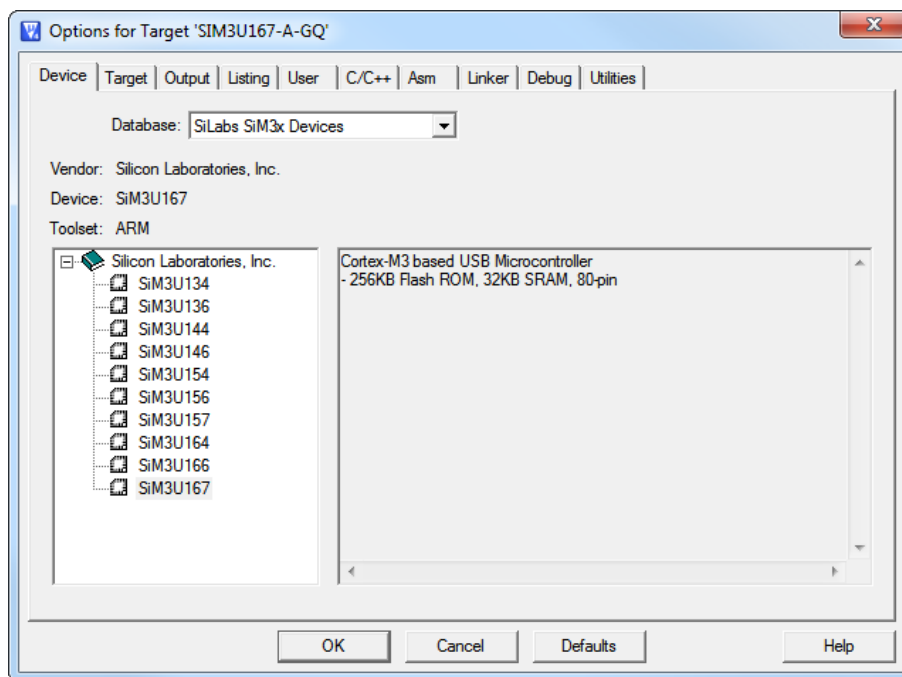 Options for Target 'SIM3U167-A-GQ'
Device Target Output Listing User C/C++ Asm Linker Debug Utilities
Database: SiLabs SiM3x Devices
Vendor: Silicon Laboratories, Inc.
Device: SiM3U167
Toolset: ARM
Silicon Laboratories, Inc.
SiM3U134
SiM3U136
SiM3U144
SiM3U146
SiM3U154
SiM3U156
SiM3U157
SiM3U164
SiM3U166
SiM3U167
Cortex-M3 based USB Microcontroller
- 256KB Flash ROM, 32KB SRAM, 80-pin
OK Cancel Defaults Help